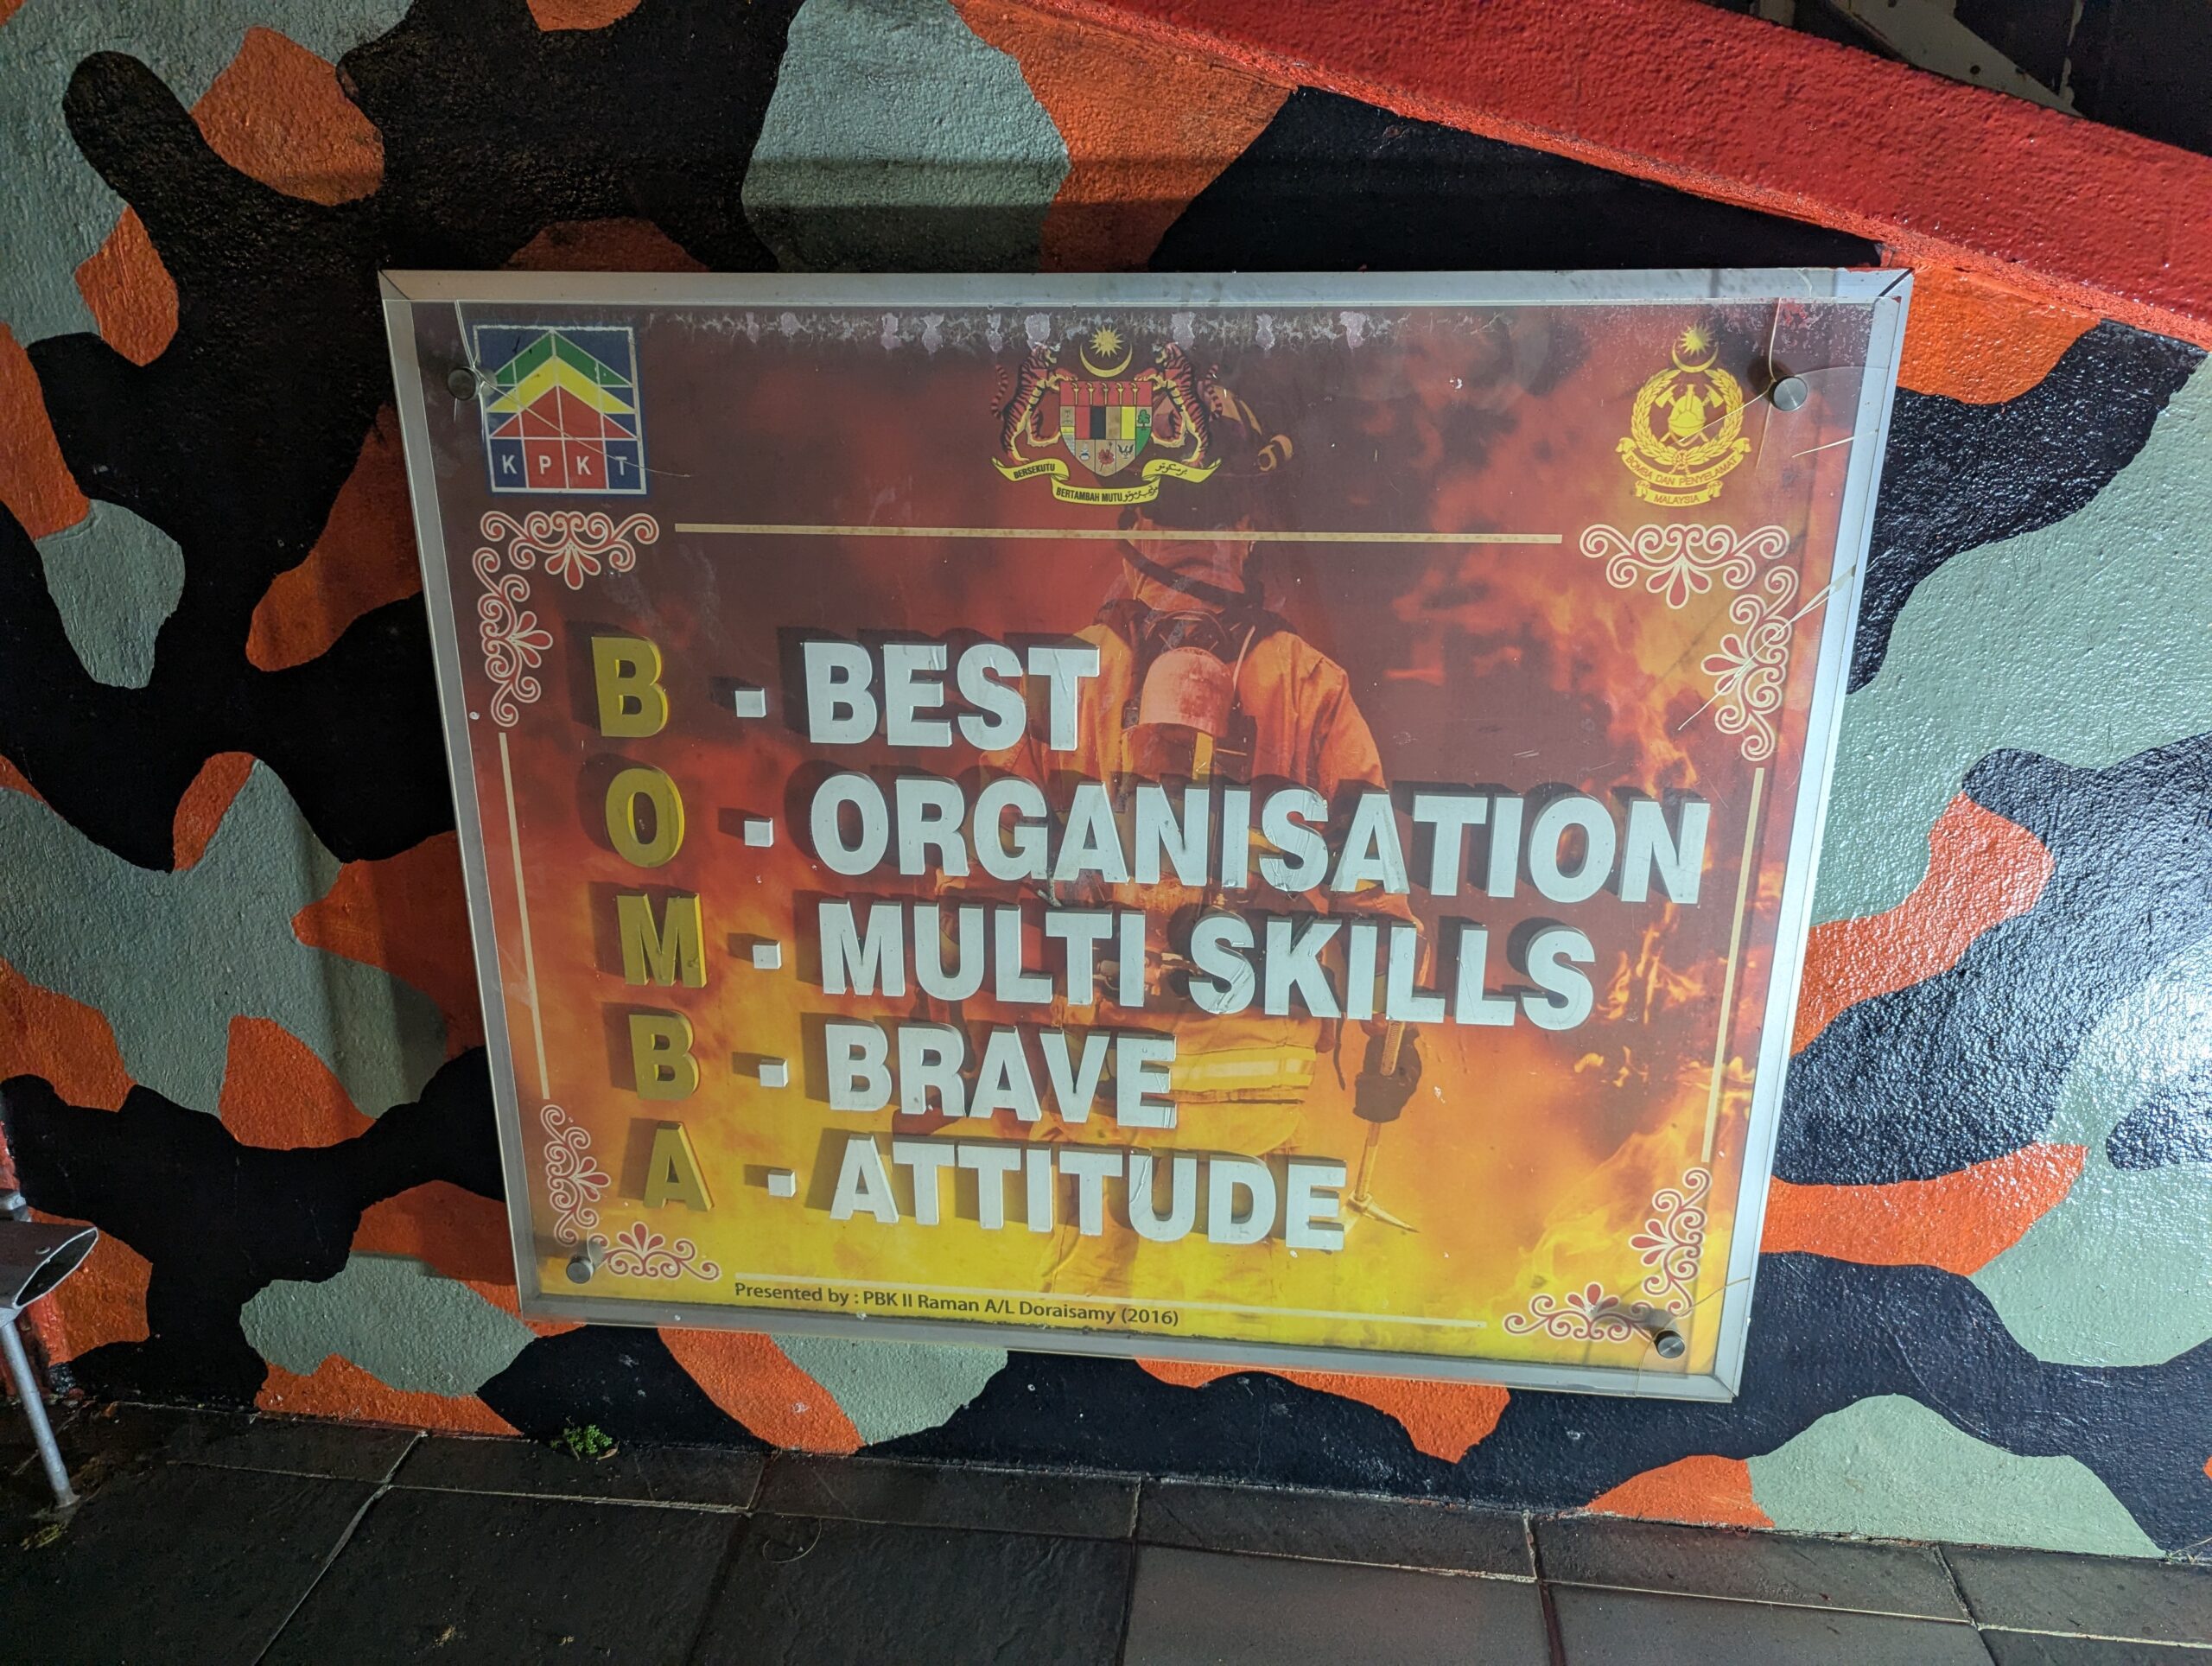 KPKT
BERSEKUTU
BERTAMBAH MUTU
BOMBA DAN PENYELAMAT
MALAYSIA
B - BEST
O - ORGANISATION
M - MULTI SKILLS
B - BRAVE
A - ATTITUDE
Presented by : PBK II Raman A/L Doraisamy (2016)